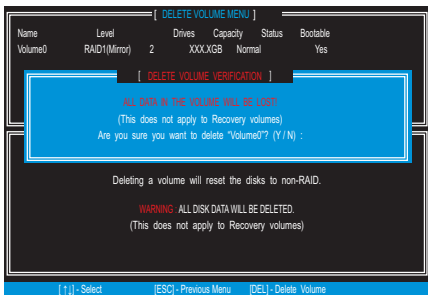 [ DELETE VOLUME MENU ]
Name Level Drives Capacity Status Bootable
Volume0 RAID1(Mirror) 2 XXX.XGB Normal Yes
[ DELETE VOLUME VERIFICATION ]
ALL DATA IN THE VOLUME WILL BE LOST!
(This does not apply to Recovery volumes)
Are you sure you want to delete "Volume0"? (Y / N) :
Deleting a volume will reset the disks to non-RAID.
WARNING: ALL DISK DATA WILL BE DELETED.
(This does not apply to Recovery volumes)
[↑↓] - Select [ESC] - Previous Menu [DEL] - Delete Volume